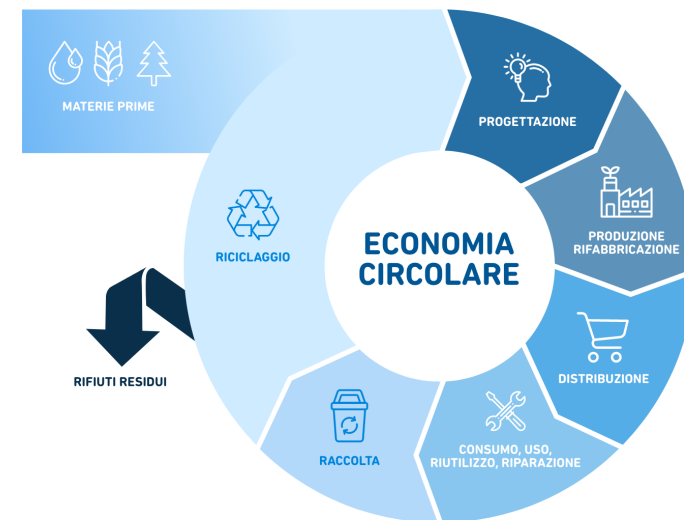 MATERIE PRIME
PROGETTAZIONE
PRODUZIONE
RIFABBRICAZIONE
ECONOMIA
CIRCOLARE
RICICLAGGIO
DISTRIBUZIONE
RIFIUTI RESIDUI
CONSUMO, USO,
RIUTILIZZO, RIPARAZIONE
RACCOLTA